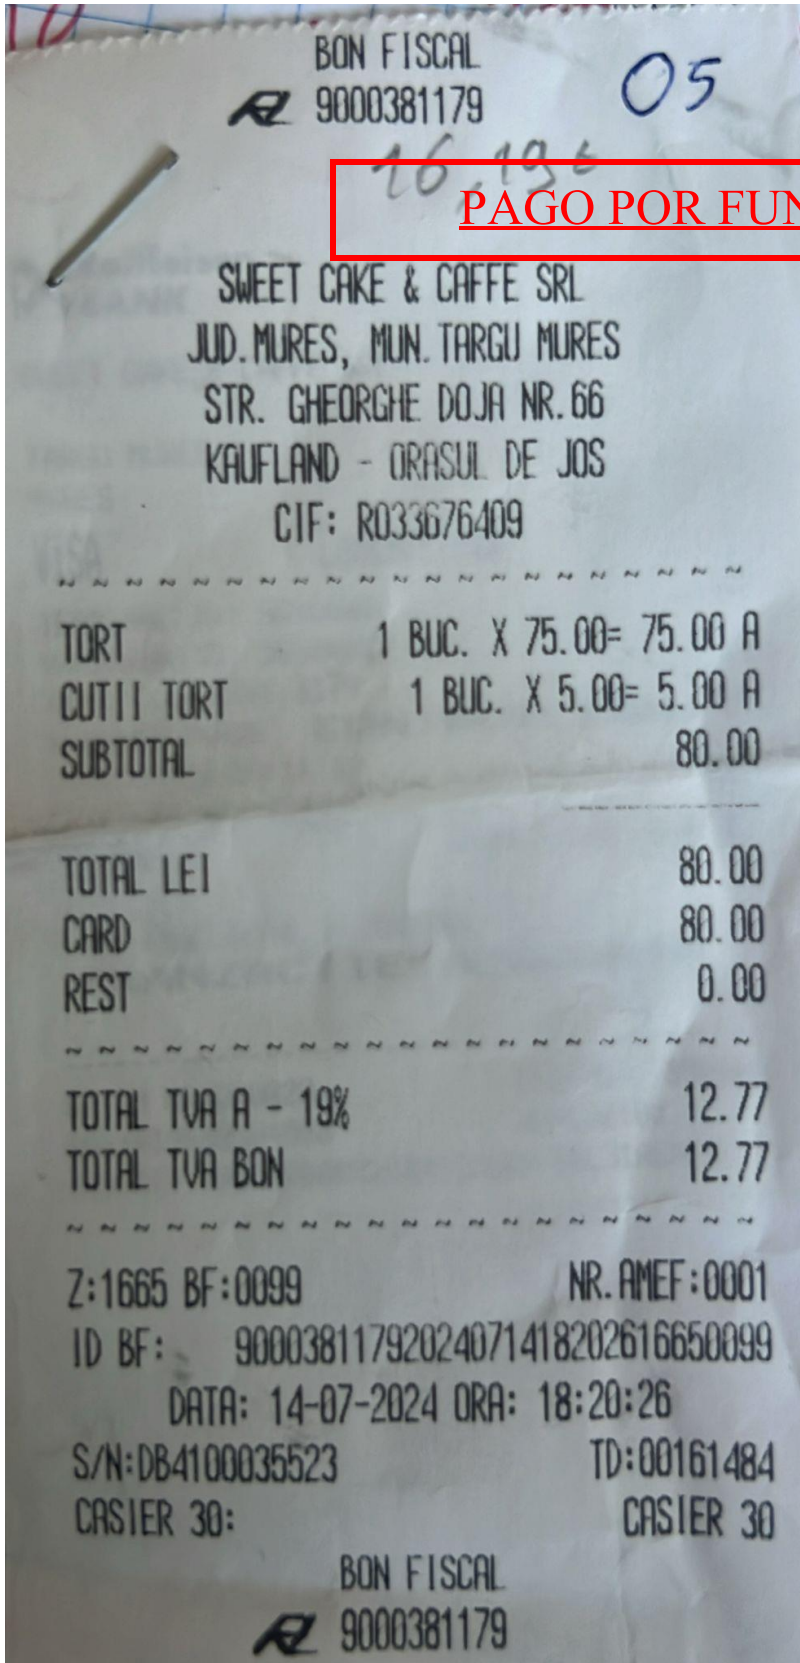 BON FISCAL
9000381179
05
16,19€
PAGO POR FUN
SWEET CAKE & CAFFE SRL
JUD.MURES, MUN.TARGU MURES
STR. GHEORGHE DOJA NR.66
KAUFLAND - ORASUL DE JOS
CIF: RO33676409
TORT 1 BUC. X 75.00= 75.00 A
CUTII TORT 1 BUC. X 5.00= 5.00 A
SUBTOTAL 80.00
TOTAL LEI 80.00
CARD 80.00
REST 0.00
TOTAL TVA A - 19% 12.77
TOTAL TVA BON 12.77
Z:1665 BF:0099 NR.AMEF:0001
ID BF: 90003811792024071418202616650099
DATA: 14-07-2024 ORA: 18:20:26
S/N:DB4100035523 TD:00161484
CASIER 30: CASIER 30
BON FISCAL
9000381179